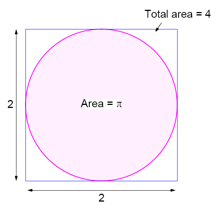 Total area = 4
2
Area = π
2